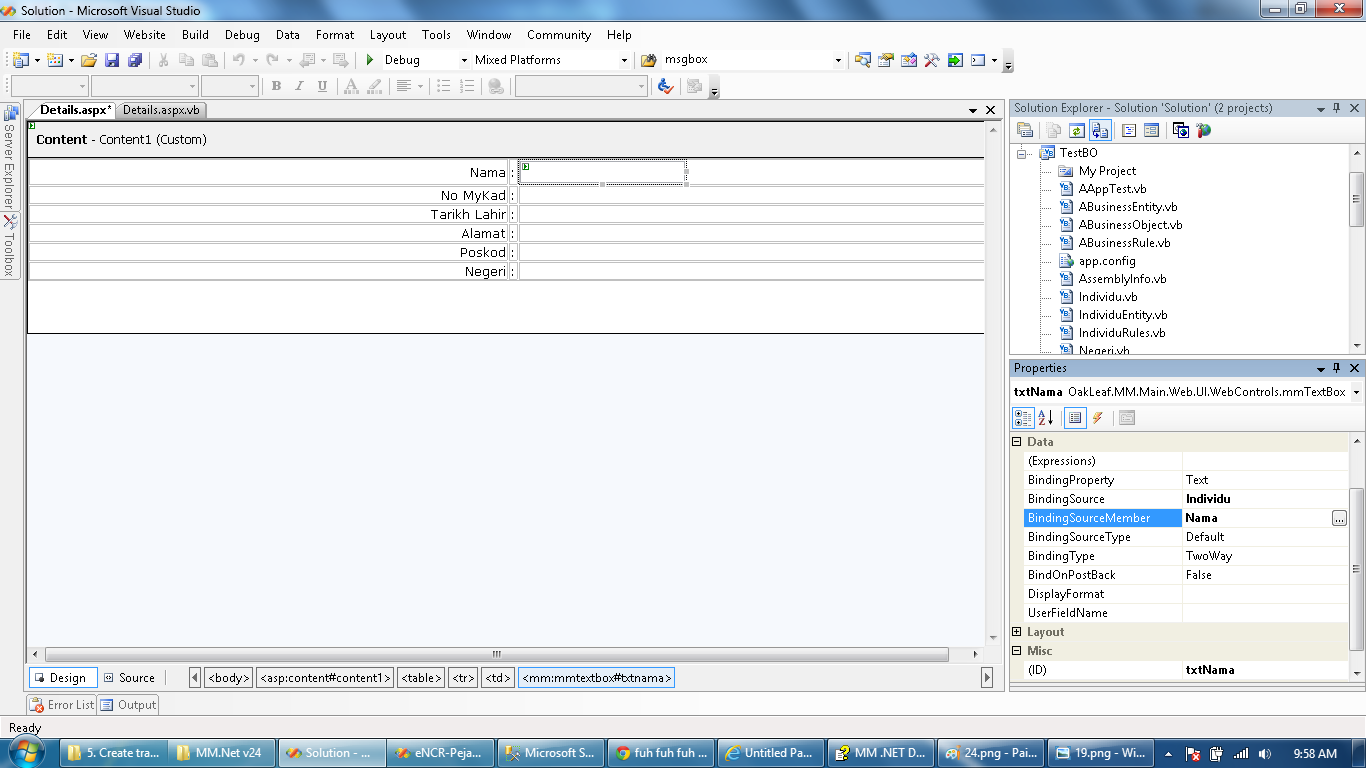 Solution - Microsoft Visual Studio
File Edit View Website Build Debug Data Format Layout Tools Window Community Help
Debug Mixed Platforms msgbox
Details.aspx* Details.aspx.vb
Content - Content1 (Custom)
Nama :
No MyKad :
Tarikh Lahir :
Alamat :
Poskod :
Negeri :
Server Explorer
Toolbox
Design Source <body> <asp:content#content1> <table> <tr> <td> <mm:mmtextbox#txtnama>
Error List Output
Solution Explorer - Solution 'Solution' (2 projects)
TestBO
My Project
AAppTest.vb
ABusinessEntity.vb
ABusinessObject.vb
ABusinessRule.vb
app.config
AssemblyInfo.vb
Individu.vb
IndividuEntity.vb
IndividuRules.vb
Negeri.vb
Properties
txtNama OakLeaf.MM.Main.Web.UI.WebControls.mmTextBox
Data
(Expressions)
BindingProperty Text
BindingSource Individu
BindingSourceMember Nama ...
BindingSourceType Default
BindingType TwoWay
BindOnPostBack False
DisplayFormat
UserFieldName
Layout
Misc
(ID) txtNama
Ready
5. Create tra... MM.Net v24 Solution - ... eNCR-Peja... Microsoft S... fuh fuh fuh ... Untitled Pa... MM .NET D... 24.png - Pai... 19.png - Wi... 9:58 AM